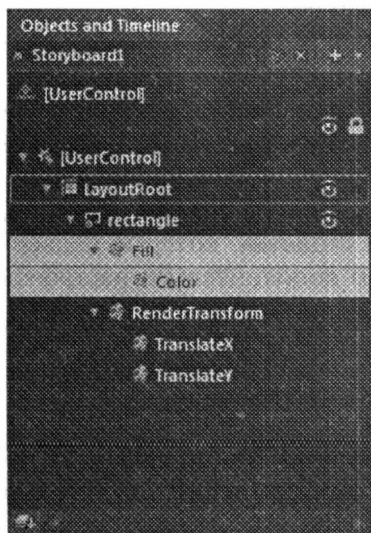 Objects and Timeline
Storyboard1
[UserControl]
[UserControl]
LayoutRoot
rectangle
Fill
Color
RenderTransform
TranslateX
TranslateY